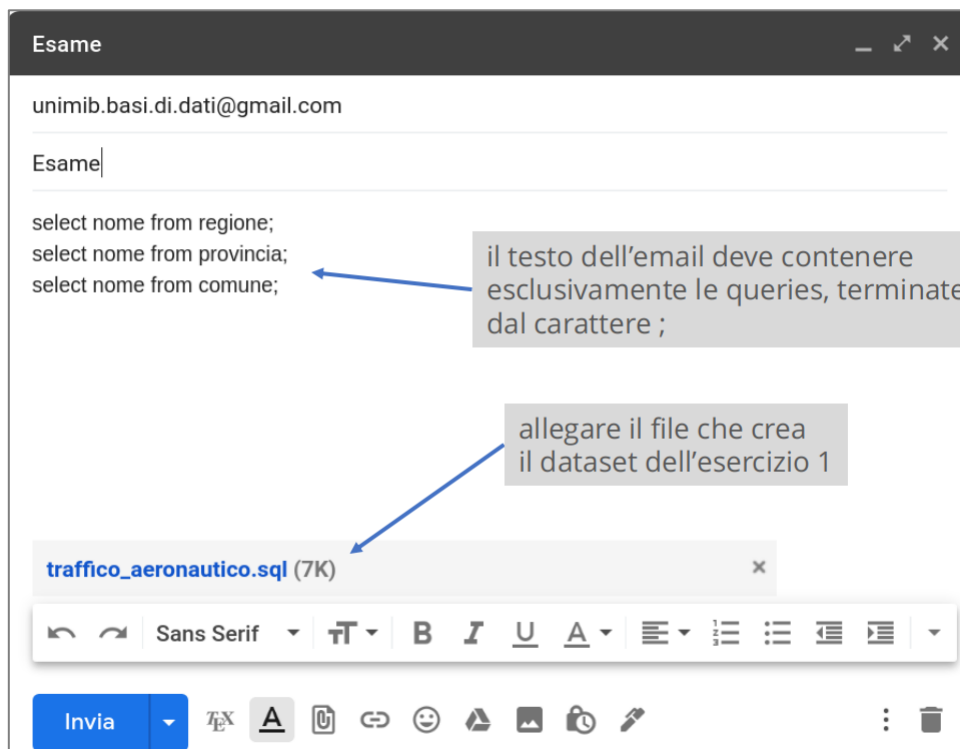 Esame
unimib.basi.di.dati@gmail.com
Esame
select nome from regione;
select nome from provincia;
select nome from comune;
il testo dell’email deve contenere
esclusivamente le queries, terminate
dal carattere ;
allegare il file che crea
il dataset dell’esercizio 1
traffico_aeronautico.sql (7K)
Sans Serif
Invia